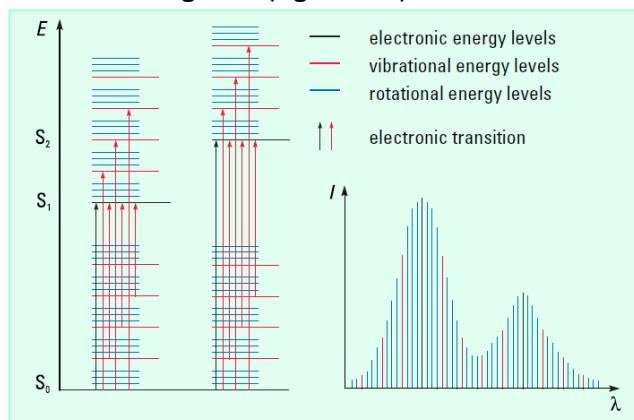 E
electronic energy levels
vibrational energy levels
rotational energy levels
electronic transition
S2
S1
S0
I
λ